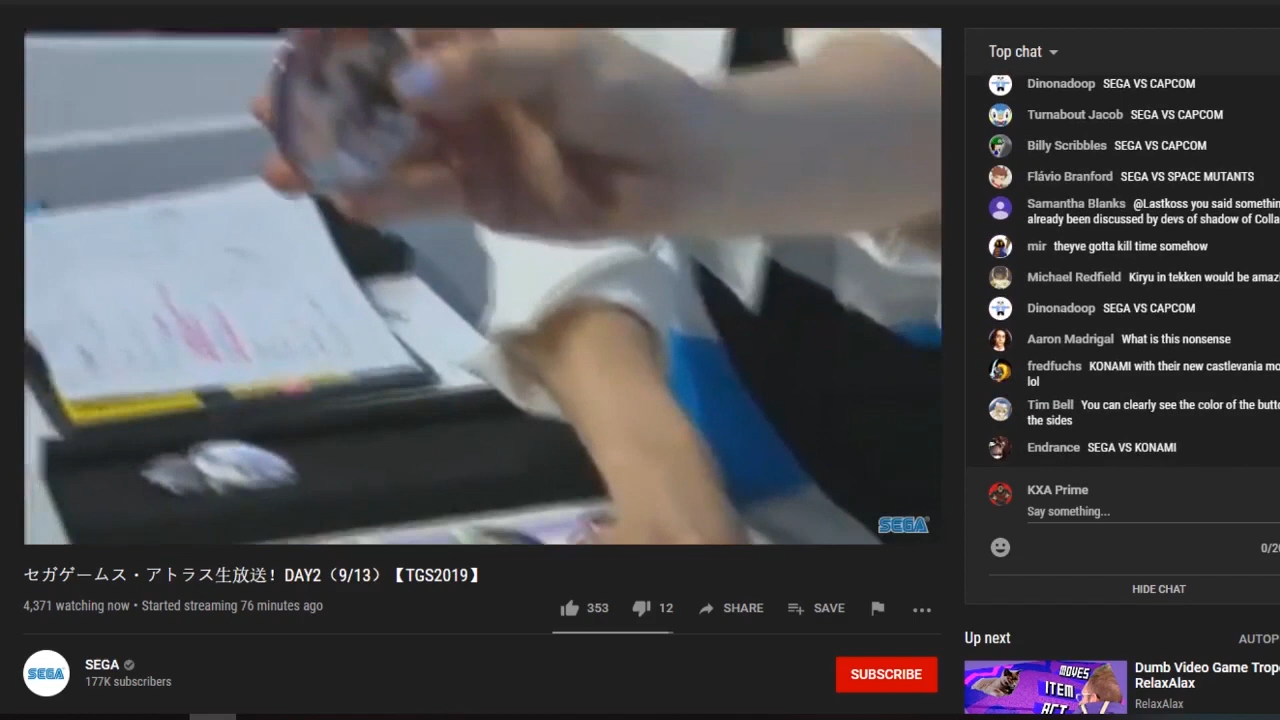 Top chat
Dinonadoop SEGA VS CAPCOM
Turnabout Jacob SEGA VS CAPCOM
Billy Scribbles SEGA VS CAPCOM
Flávio Branford SEGA VS SPACE MUTANTS
Samantha Blanks @Lastkoss you said somethin
already been discussed by devs of shadow of Colla
mir theyve gotta kill time somehow
Michael Redfield Kiryu in tekken would be amaz
Dinonadoop SEGA VS CAPCOM
Aaron Madrigal What is this nonsense
fredfuchs KONAMI with their new castlevania mo
lol
Tim Bell You can clearly see the color of the butt
the sides
Endrance SEGA VS KONAMI
KXA Prime
Say something...
0/20
HIDE CHAT
SEGA
セガゲームス・アトラス生放送！DAY2（9/13）【TGS2019】
4,371 watching now • Started streaming 76 minutes ago
353 12 SHARE SAVE
SEGA
SEGA
177K subscribers
SUBSCRIBE
Up next AUTOP
MOVES
ITEM
ACT
Dumb Video Game Trope
RelaxAlax
RelaxAlax